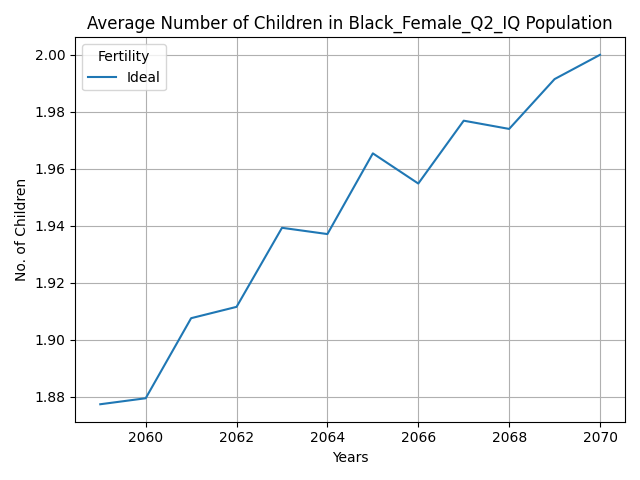 Average Number of Children in Black_Female_Q2_IQ Population
Fertility
Ideal
2.00
1.98
1.96
1.94
1.92
1.90
1.88
No. of Children
2060 2062 2064 2066 2068 2070
Years